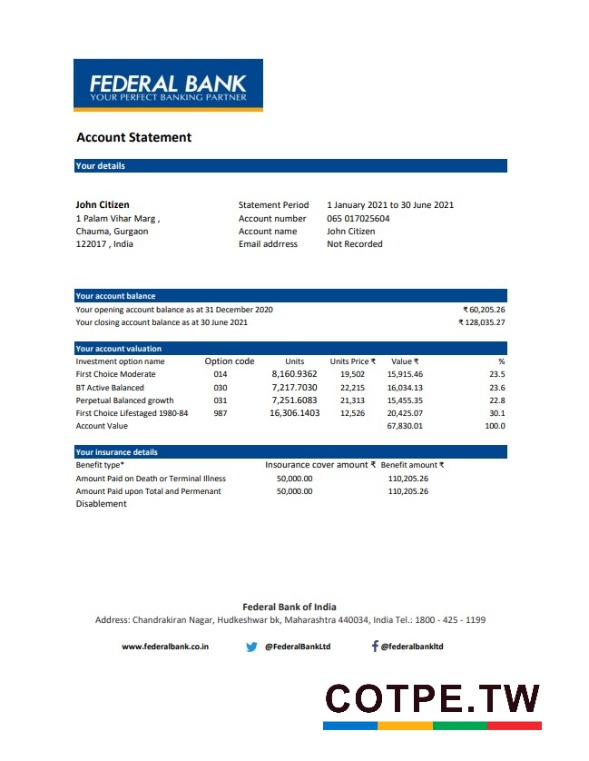 FEDERAL BANK
YOUR PERFECT BANKING PARTNER
Account Statement
Your details
John Citizen Statement Period 1 January 2021 to 30 June 2021
1 Palam Vihar Marg , Account number 065 017025604
Chauma, Gurgaon Account name John Citizen
122017 , India Email addrress Not Recorded
Your account balance
Your opening account balance as at 31 December 2020 ₹ 60,205.26
Your closing account balance as at 30 June 2021 ₹ 128,035.27
Your account valuation
Investment option name Option code Units Units Price ₹ Value ₹ %
First Choice Moderate 014 8,160.9362 19,502 15,915.46 23.5
BT Active Balanced 030 7,217.7030 22,215 16,034.13 23.6
Perpetual Balanced growth 031 7,251.6083 21,313 15,455.35 22.8
First Choice Lifestaged 1980-84 987 16,306.1403 12,526 20,425.07 30.1
Account Value 67,830.01 100.0
Your insurance details
Benefit type* Insourance cover amount ₹ Benefit amount ₹
Amount Paid on Death or Terminal Illness 50,000.00 110,205.26
Amount Paid upon Total and Permenant 50,000.00 110,205.26
Disablement
Federal Bank of India
Address: Chandrakiran Nagar, Hudkeshwar bk, Maharashtra 440034, India Tel.: 1800 - 425 - 1199
www.federalbank.co.in @FederalBankLtd @federalbankltd
COTPE.TW